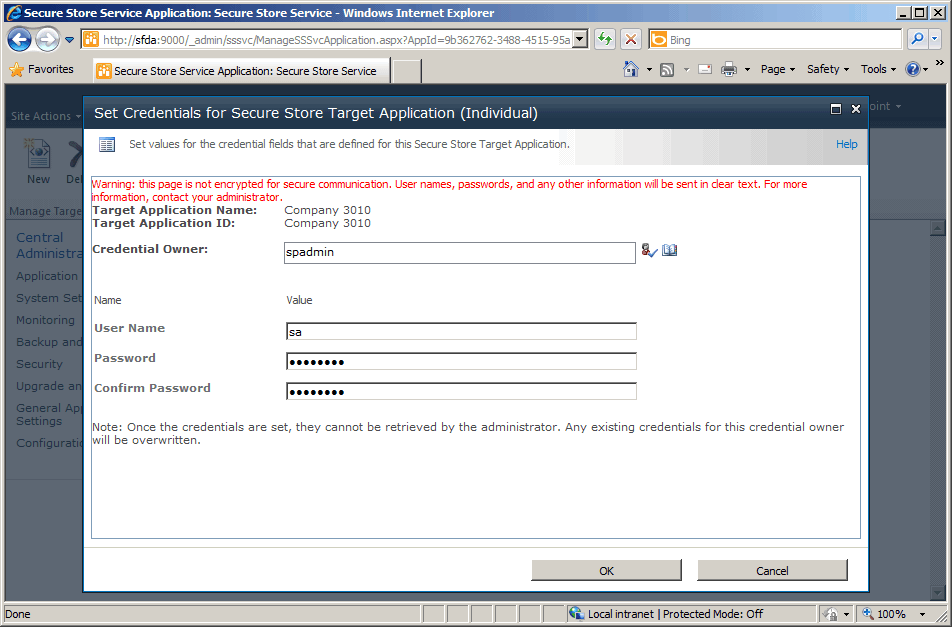 Secure Store Service Application: Secure Store Service - Windows Internet Explorer
http://sfda:9000/_admin/sssvc/ManageSSSvcApplication.aspx?AppId=9b362762-3488-4515-95a
Bing
Favorites
Secure Store Service Application: Secure Store Service
Page
Safety
Tools
Site Actions
oint
Set Credentials for Secure Store Target Application (Individual)
Set values for the credential fields that are defined for this Secure Store Target Application.
Help
New
Del
Manage Targe
Central
Administra
Application
System Set
Monitoring
Backup and
Security
Upgrade an
General App
Settings
Configuratio
Warning: this page is not encrypted for secure communication. User names, passwords, and any other information will be sent in clear text. For more
information, contact your administrator.
Target Application Name: Company 3010
Target Application ID: Company 3010
Credential Owner: spadmin
Name Value
User Name sa
Password ••••••••
Confirm Password ••••••••
Note: Once the credentials are set, they cannot be retrieved by the administrator. Any existing credentials for this credential owner
will be overwritten.
OK Cancel
Done
Local intranet | Protected Mode: Off
100%